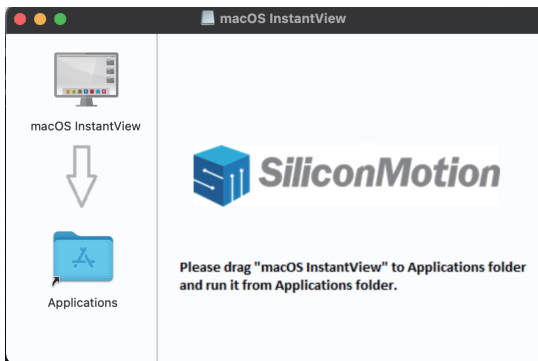 macOS InstantView
macOS InstantView
Applications
SM SiliconMotion
Please drag "macOS InstantView" to Applications folder
and run it from Applications folder.